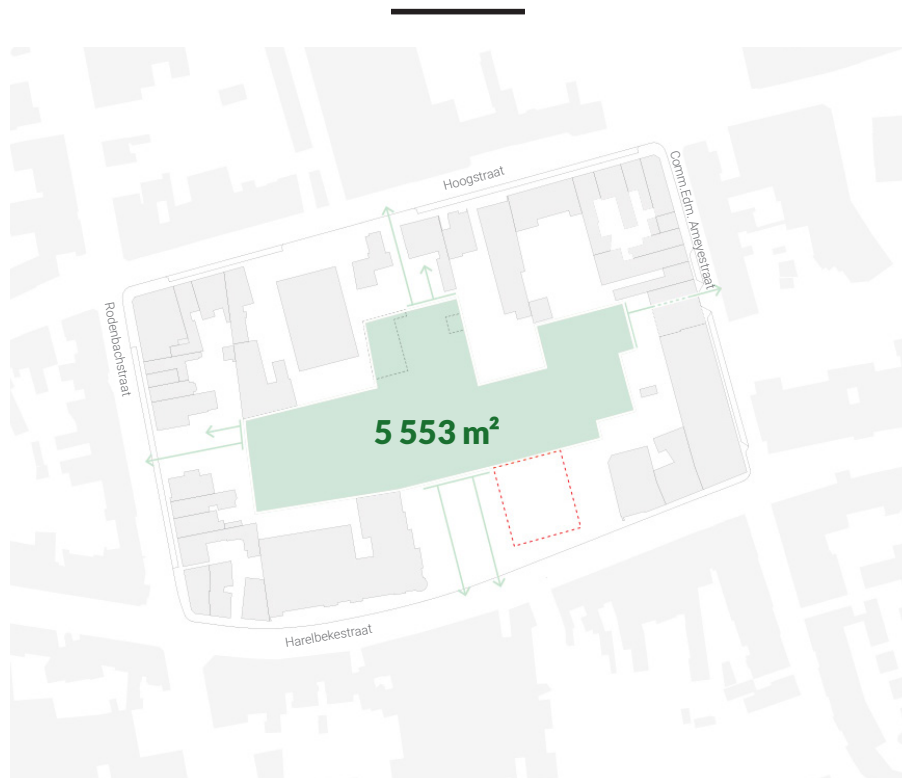 Hoogstraat
Comm.Edm. Ameyestraat
Rodenbachstraat
5 553 m²
Harelbekestraat